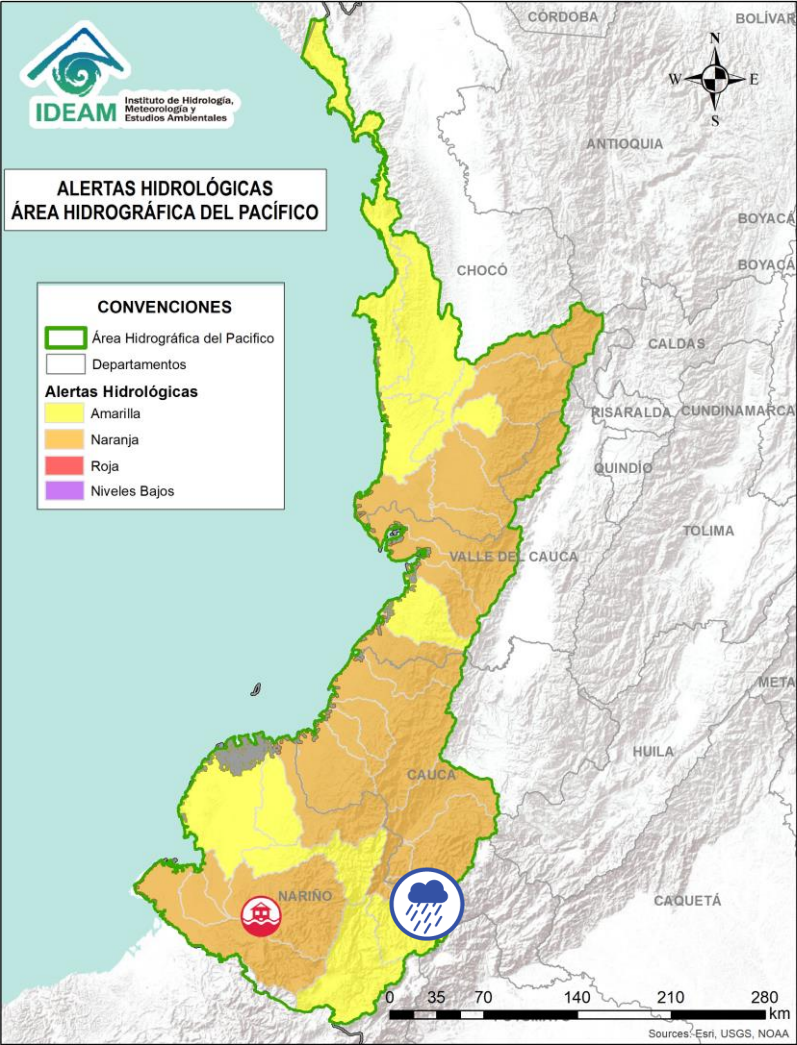 IDEAM
Instituto de Hidrología,
Meteorología y
Estudios Ambientales
ALERTAS HIDROLÓGICAS
ÁREA HIDROGRÁFICA DEL PACÍFICO
CONVENCIONES
Área Hidrográfica del Pacifico
Departamentos
Alertas Hidrológicas
Amarilla
Naranja
Roja
Niveles Bajos
CÓRDOBA
BOLÍVAR
N
W
E
S
ANTIOQUIA
BOYACÁ
CHOCÓ
BOYACÁ
CALDAS
RISARALDA
CUNDINAMARCA
QUINDÍO
TOLIMA
VALLE DEL CAUCA
META
HUILA
CAUCA
NARIÑO
CAQUETÁ
0 35 70 140 210 280
km
Sources: Esri, USGS, NOAA